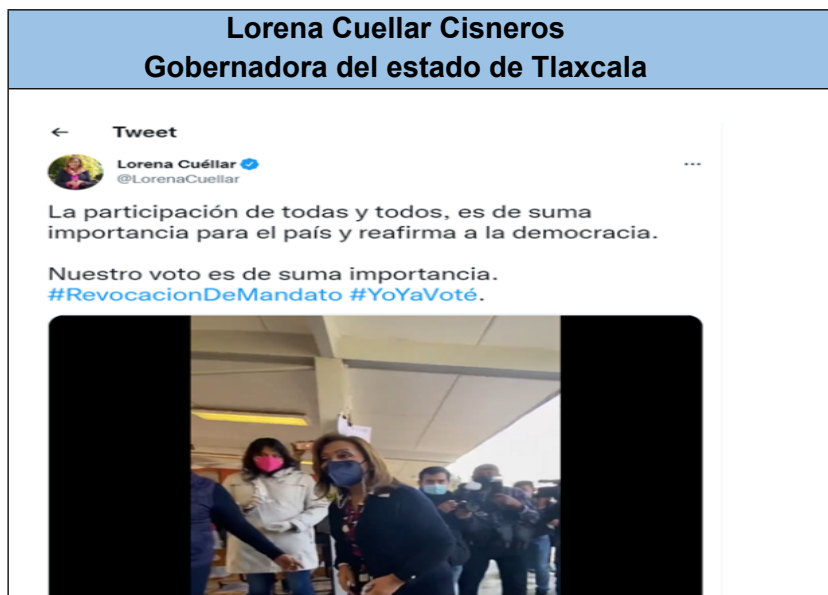 Lorena Cuellar Cisneros
Gobernadora del estado de Tlaxcala
Tweet
Lorena Cuéllar
@LorenaCuellar
La participación de todas y todos, es de suma
importancia para el país y reafirma a la democracia.
Nuestro voto es de suma importancia.
#RevocacionDeMandato #YoYaVoté.